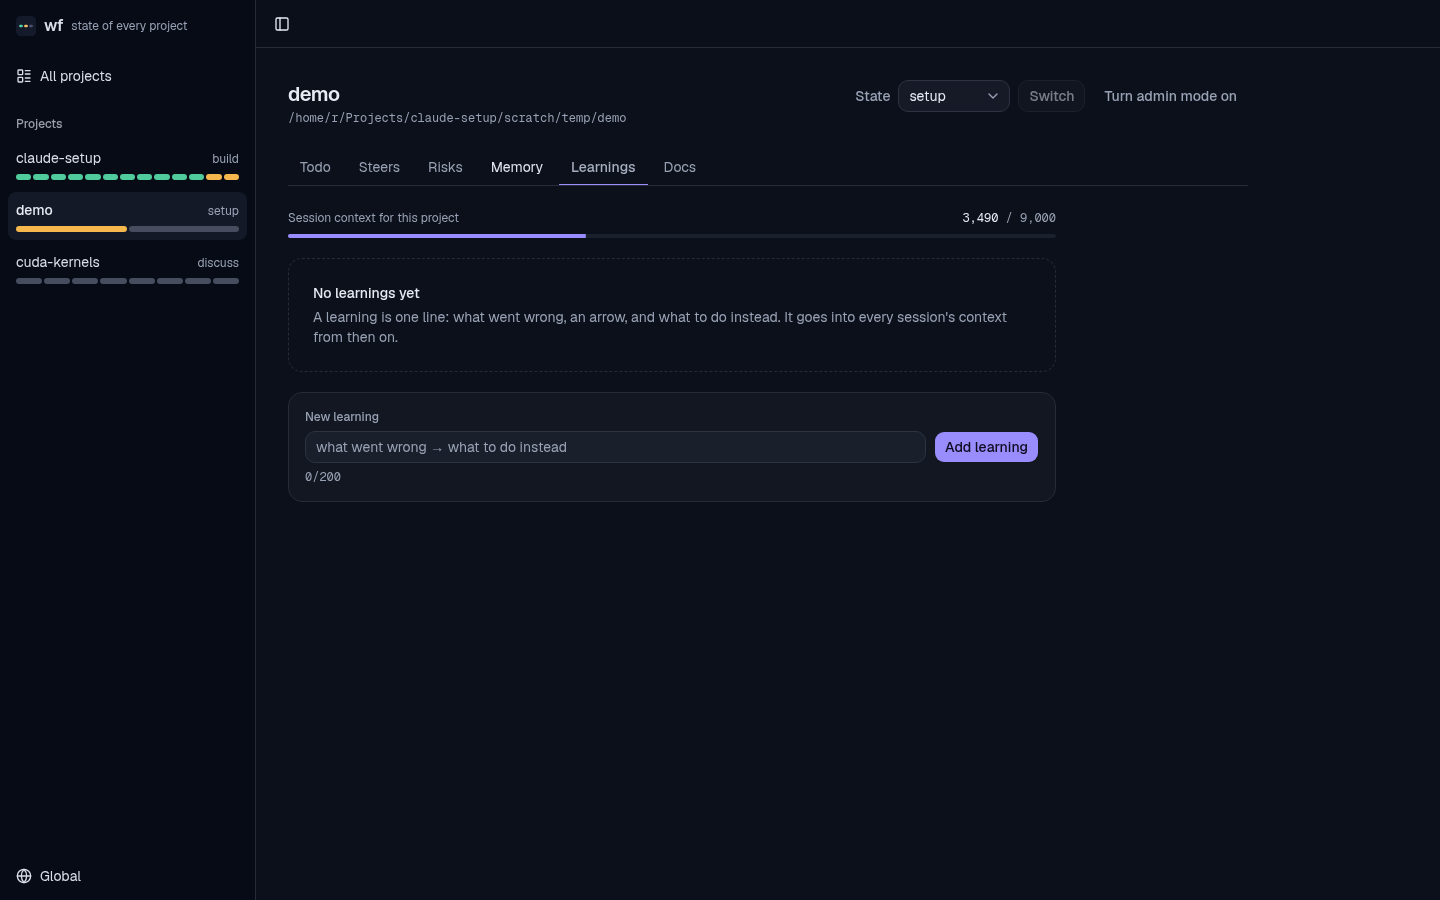 wf state of every project
All projects
Projects
claude-setup build
demo setup
cuda-kernels discuss
Global
demo
/home/r/Projects/claude-setup/scratch/temp/demo
State setup Switch Turn admin mode on
Todo Steers Risks Memory Learnings Docs
Session context for this project 3,490 / 9,000
No learnings yet
A learning is one line: what went wrong, an arrow, and what to do instead. It goes into every session's context
from then on.
New learning
what went wrong → what to do instead Add learning
0/200